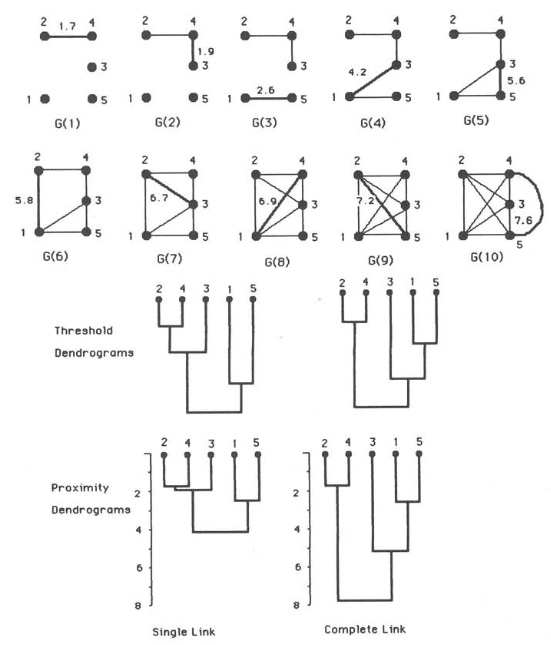 2 4 2 4 2 4 2 4 2 4
1.7
1.9
3 3 3 4.2 3 3
2.6 5.6
1 5 1 5 1 5 1 5 1 5
G(1) G(2) G(3) G(4) G(5)
2 4 2 4 2 4 2 4 2 4
5.8 3 6.7 3 6.9 3 7.2 3 3
7.6
1 5 1 5 1 5 1 5 1 5
G(6) G(7) G(8) G(9) G(10)
2 4 3 1 5 2 4 3 1 5
Threshold
Dendrograms
2 4 3 1 5 2 4 3 1 5
Proximity
Dendrograms
2 2
4 4
6 6
8 8
Single Link Complete Link